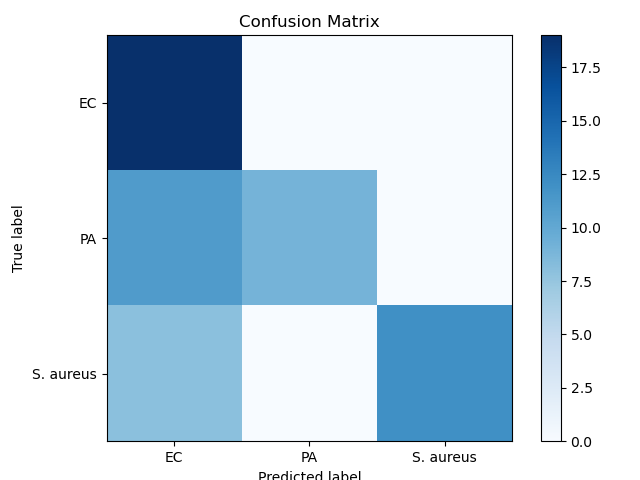 Confusion Matrix
EC
PA
S. aureus
True label
EC
PA
S. aureus
Predicted label
17.5
15.0
12.5
10.0
7.5
5.0
2.5
0.0